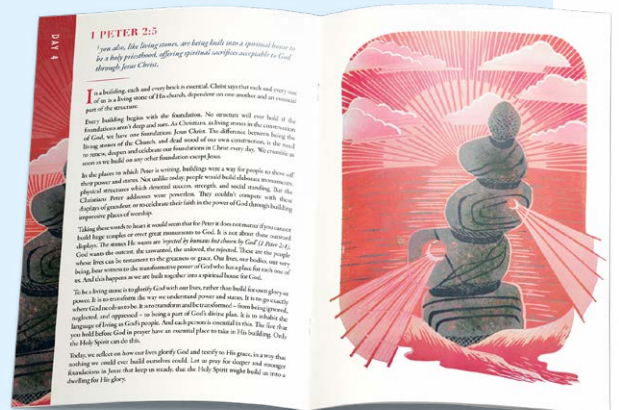 DAY 4
1 PETER 2:5
'you also, like living stones, are being built into a spiritual house to
be a holy priesthood, offering spiritual sacrifices acceptable to God
through Jesus Christ.
In a building, each and every brick is essential. Christ says that each and every one
of us is a living stone of His church, dependent on one another and an essential
part of the structure.
Every building begins with the foundation. No structure will ever hold if the
foundations aren't deep and sure. As Christians, as living stones in the conversation
of God, we have one foundation: Jesus Christ. The difference between being the
living stones of the Church, and dead wood of our own construction, is the need
to renew, deepen and celebrate our foundations in Christ every day. We crumble as
soon as we build on any other foundation except Jesus.
In the places to which Peter is writing, buildings were a way for people to show off
their power and status. Not unlike today, people would build elaborate monuments,
physical structures which denoted success, strength, and social standing. But the
Christians Peter addresses were powerless. They couldn't compete with these
displays of grandeur, or to celebrate their faith in the power of God through building
impressive places of worship.
Taking these words to heart it would seem that for Peter it does not matter if you cannot
build huge temples or erect great monuments to God. It is not about these outward
displays. The stones He wants are 'rejected by humans but chosen by God' (1 Peter 2:4).
God wants the outcast, the unwanted, the unloved, the rejected. These are the people
whose lives can be testament to the greatness of grace. Our lives, our bodies, our very
being, bear witness to the transformative power of God who has a place for each one of
us. And this happens as we are built together into a spiritual house for God.
To be a living stone is to glorify God with our lives, rather than build for our own glory or
power. It is to transform the way we understand power and status. It is to go exactly
where God needs us to be. It is to transform and be transformed – from being ignored,
neglected, and oppressed – to being a part of God's divine plan. It is to inhabit the
language of living as God's people. And each person is essential in this. The five that
you hold before God in prayer have an essential place to take in His building. Only
the Holy Spirit can do this.
Today, we reflect on how our lives glorify God and testify to His grace, in a way that
nothing we could ever build ourselves could. Let us pray for deeper and stronger
foundations in Jesus that keep us steady, that the Holy Spirit might build us into a
dwelling for His glory.